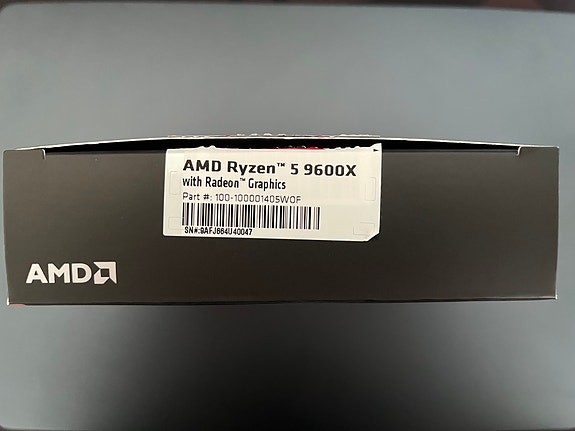 AMD Ryzen™ 5 9600X
with Radeon™ Graphics
Part #: 100-100001405WOF
SN#:9AFJ664U40047
AMD